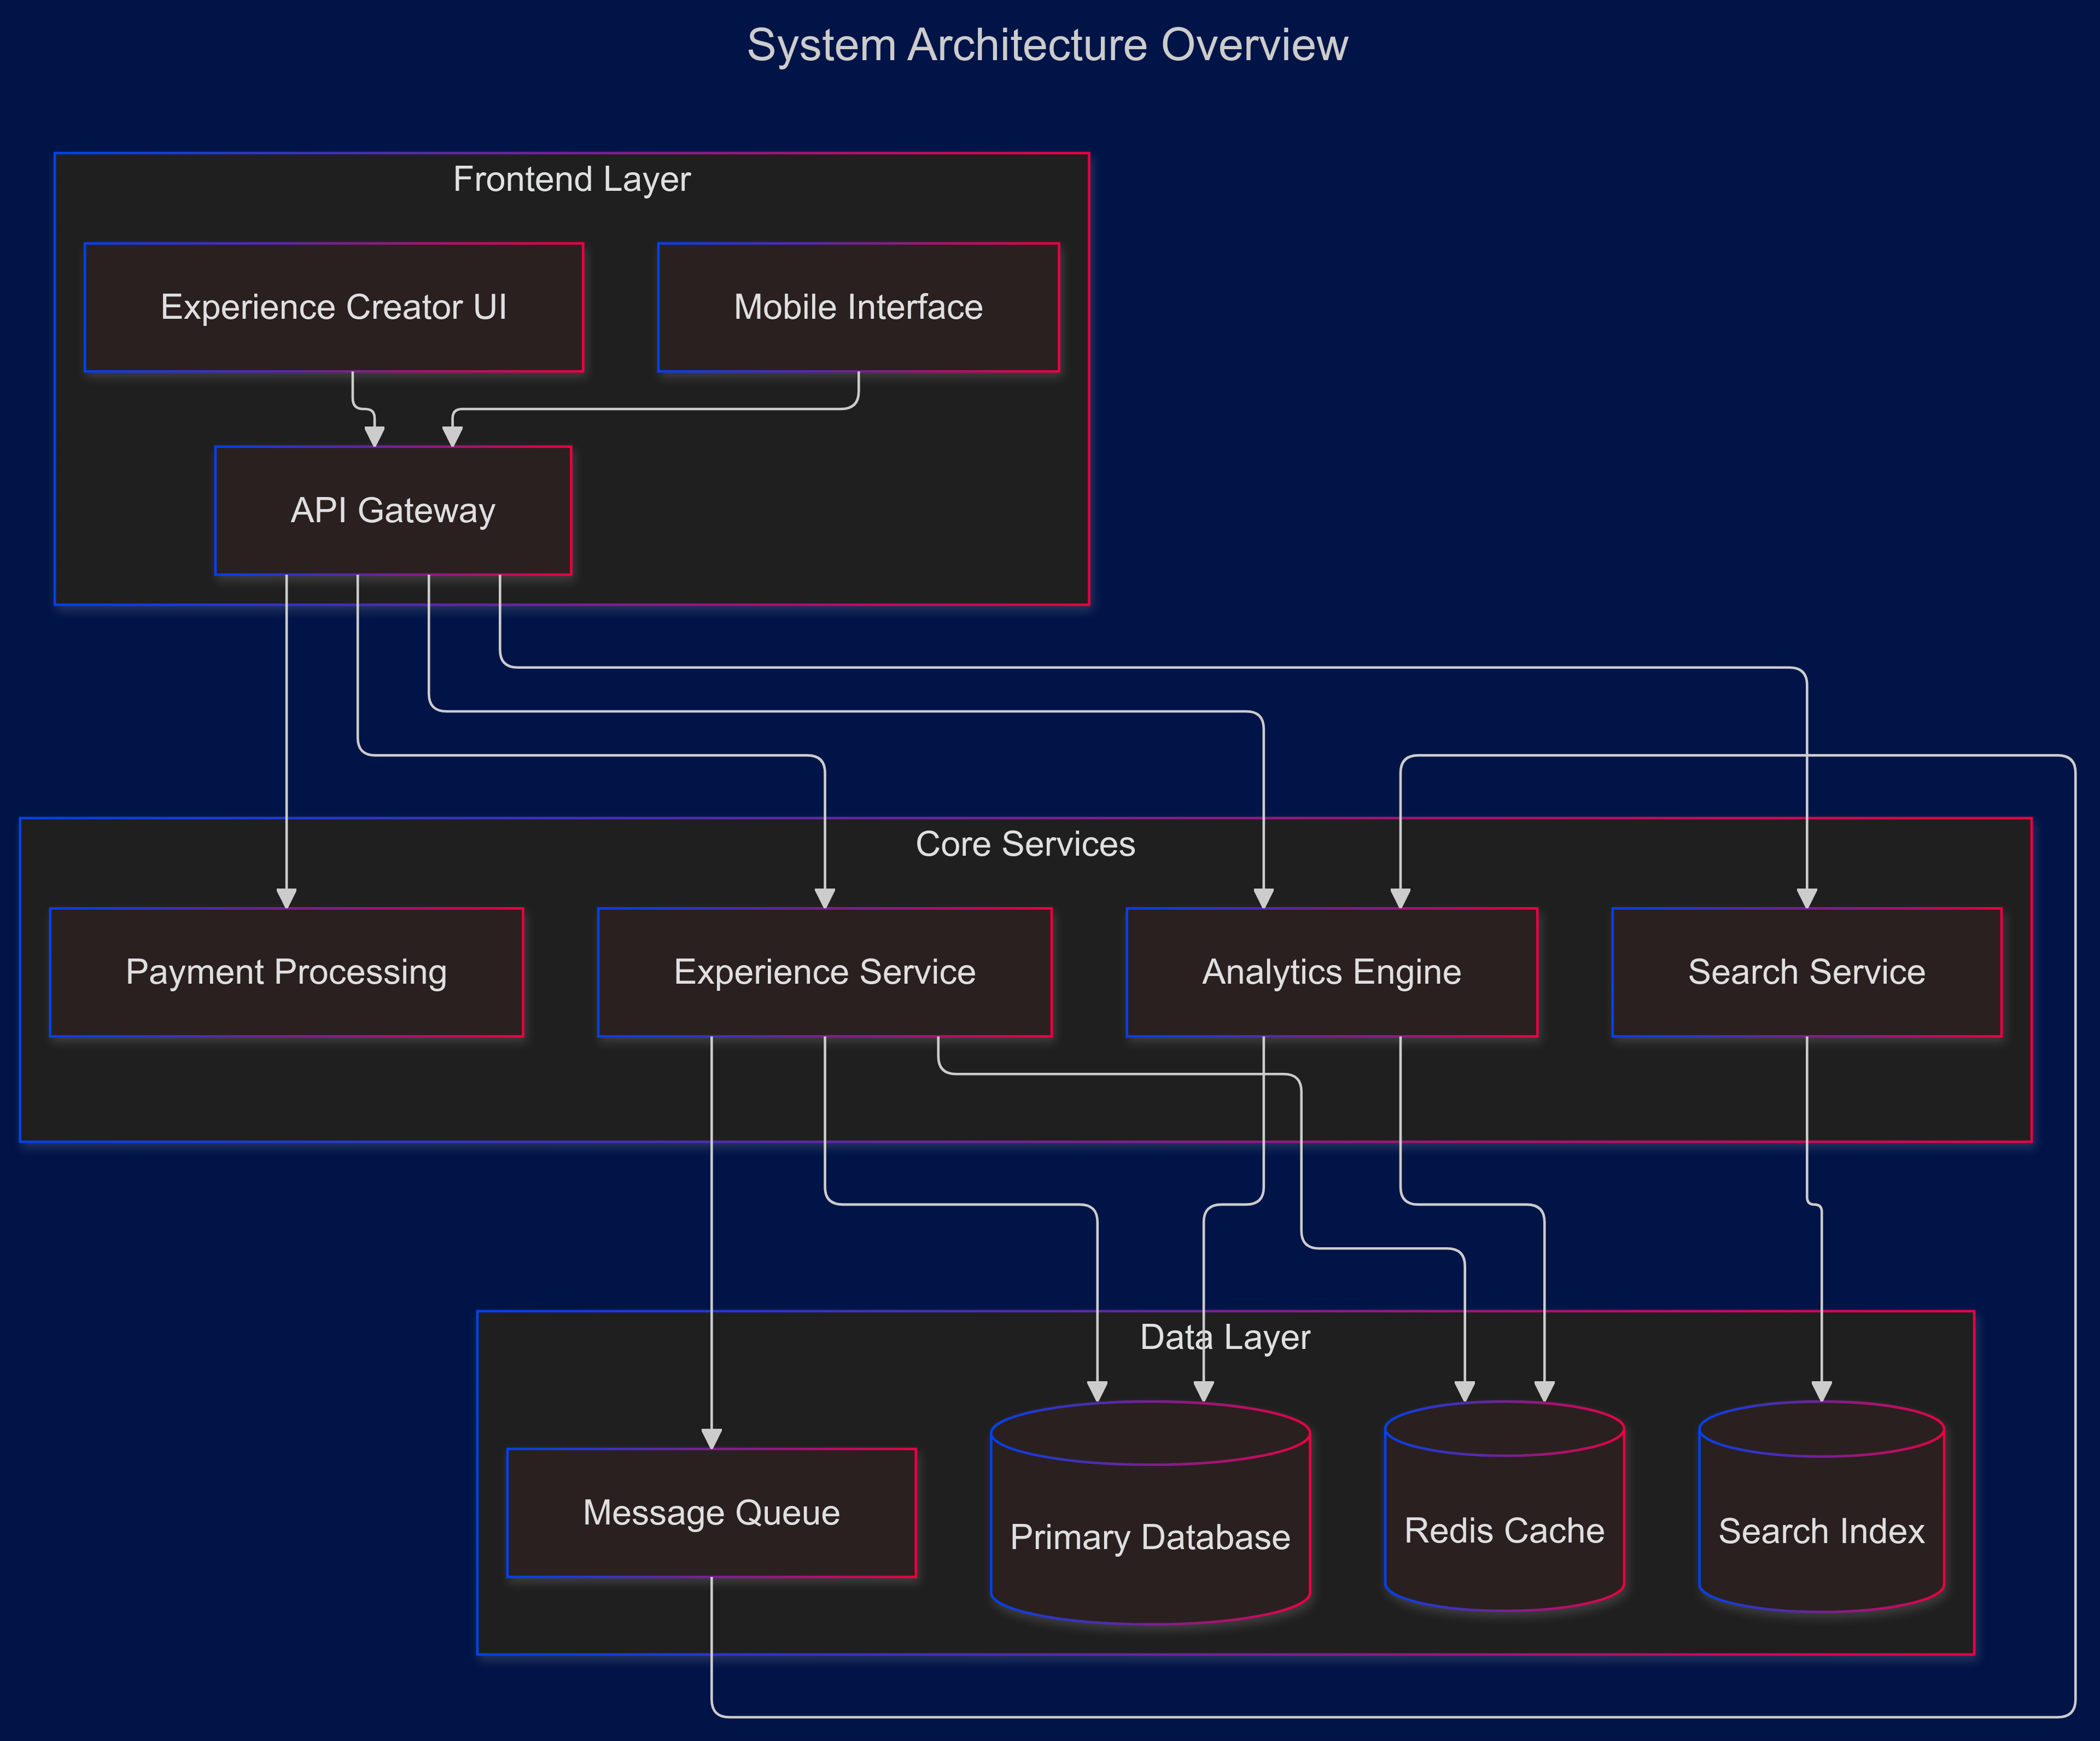 System Architecture Overview
Frontend Layer
Experience Creator UI
Mobile Interface
API Gateway
Core Services
Payment Processing
Experience Service
Analytics Engine
Search Service
Data Layer
Message Queue
Primary Database
Redis Cache
Search Index